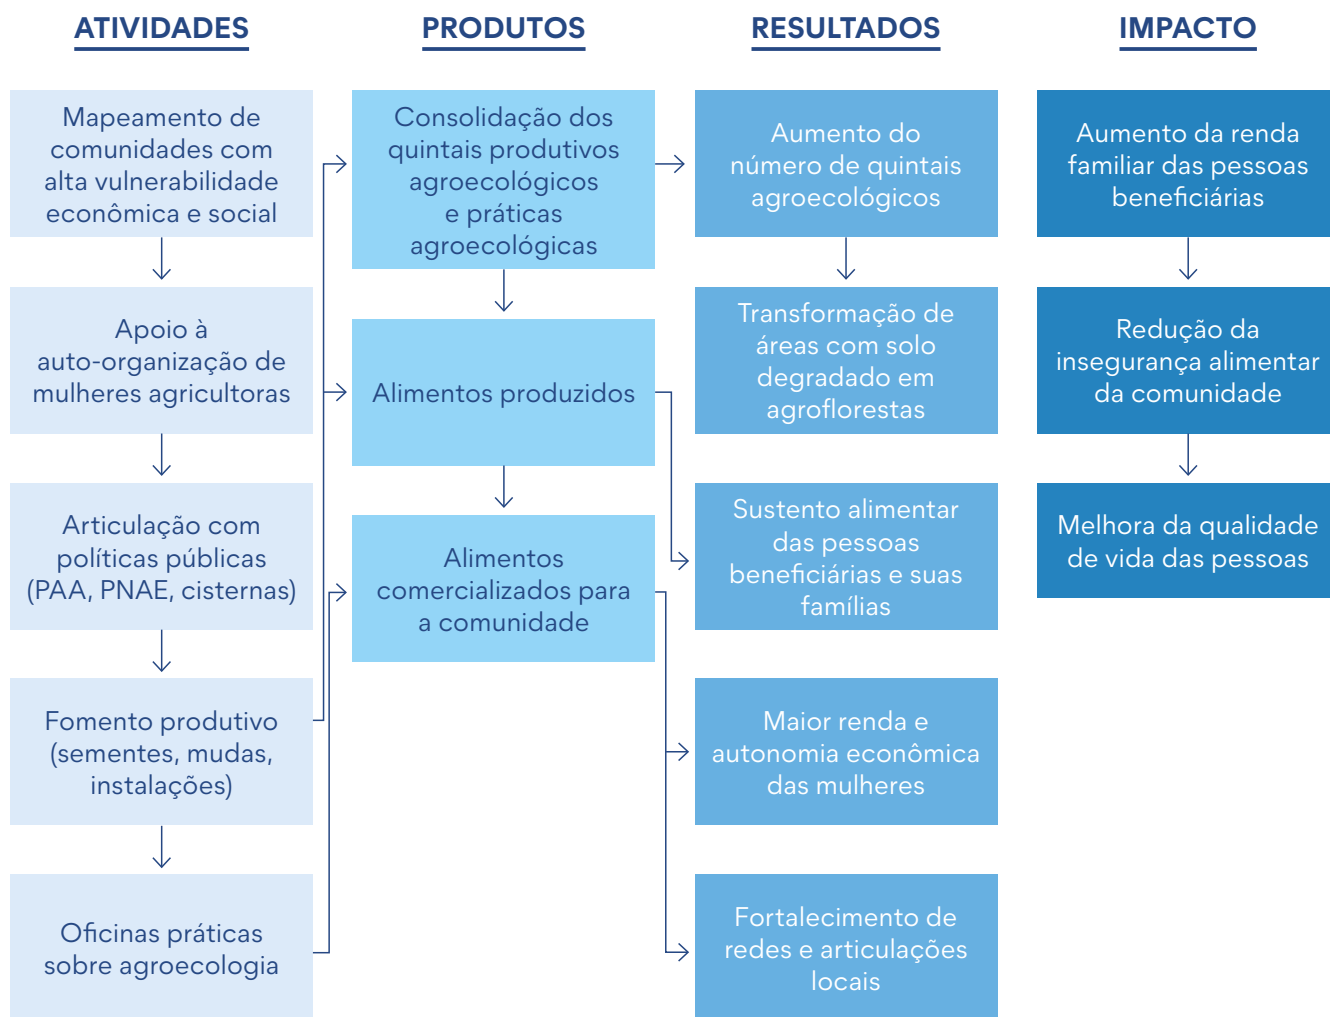 ATIVIDADES
Mapeamento de
comunidades com
alta vulnerabilidade
econômica e social
Apoio à
auto-organização de
mulheres agricultoras
Articulação com
políticas públicas
(PAA, PNAE, cisternas)
Fomento produtivo
(sementes, mudas,
instalações)
Oficinas práticas
sobre agroecologia
PRODUTOS
Consolidação dos
quintais produtivos
agroecológicos
e práticas
agroecológicas
Alimentos produzidos
Alimentos
comercializados para
a comunidade
RESULTADOS
Aumento do
número de quintais
agroecológicos
Transformação de
áreas com solo
degradado em
agroflorestas
Sustento alimentar
das pessoas
beneficiárias e suas
famílias
Maior renda e
autonomia econômica
das mulheres
Fortalecimento de
redes e articulações
locais
IMPACTO
Aumento da renda
familiar das pessoas
beneficiárias
Redução da
insegurança alimentar
da comunidade
Melhora da qualidade
de vida das pessoas